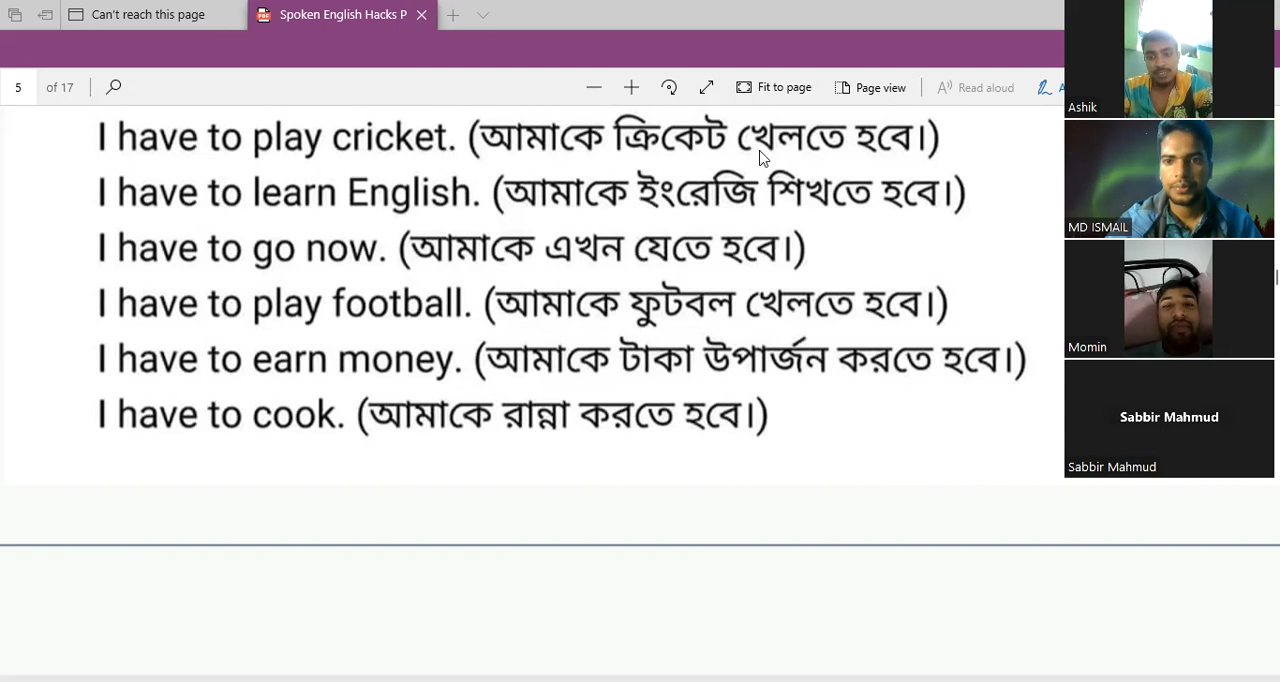 Can't reach this page
Spoken English Hacks P
5 of 17
Fit to page
Page view
Read aloud
I have to play cricket. (আমাকে ক্রিকেট খেলতে হবে।)
I have to learn English. (আমাকে ইংরেজি শিখতে হবে।)
I have to go now. (আমাকে এখন যেতে হবে।)
I have to play football. (আমাকে ফুটবল খেলতে হবে।)
I have to earn money. (আমাকে টাকা উপার্জন করতে হবে।)
I have to cook. (আমাকে রান্না করতে হবে।)
Ashik
MD ISMAIL
Momin
Sabbir Mahmud
Sabbir Mahmud